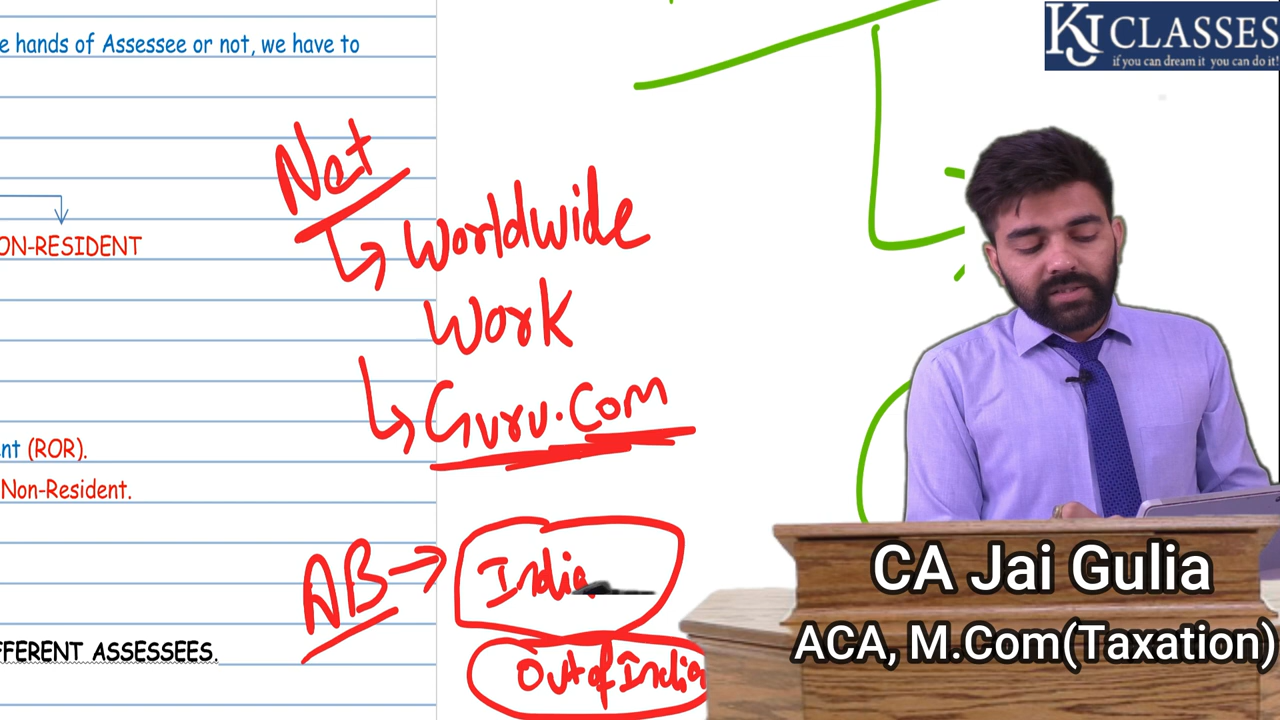 e hands of Assessee or not, we have to
KJ CLASSES
if you can dream it you can do it!
Net
Worldwide
Work
ON-RESIDENT
Guru.Com
nt (ROR).
Non-Resident.
AB → India
Out of India
FFERENT ASSESSEES.
CA Jai Gulia
ACA, M.Com(Taxation)